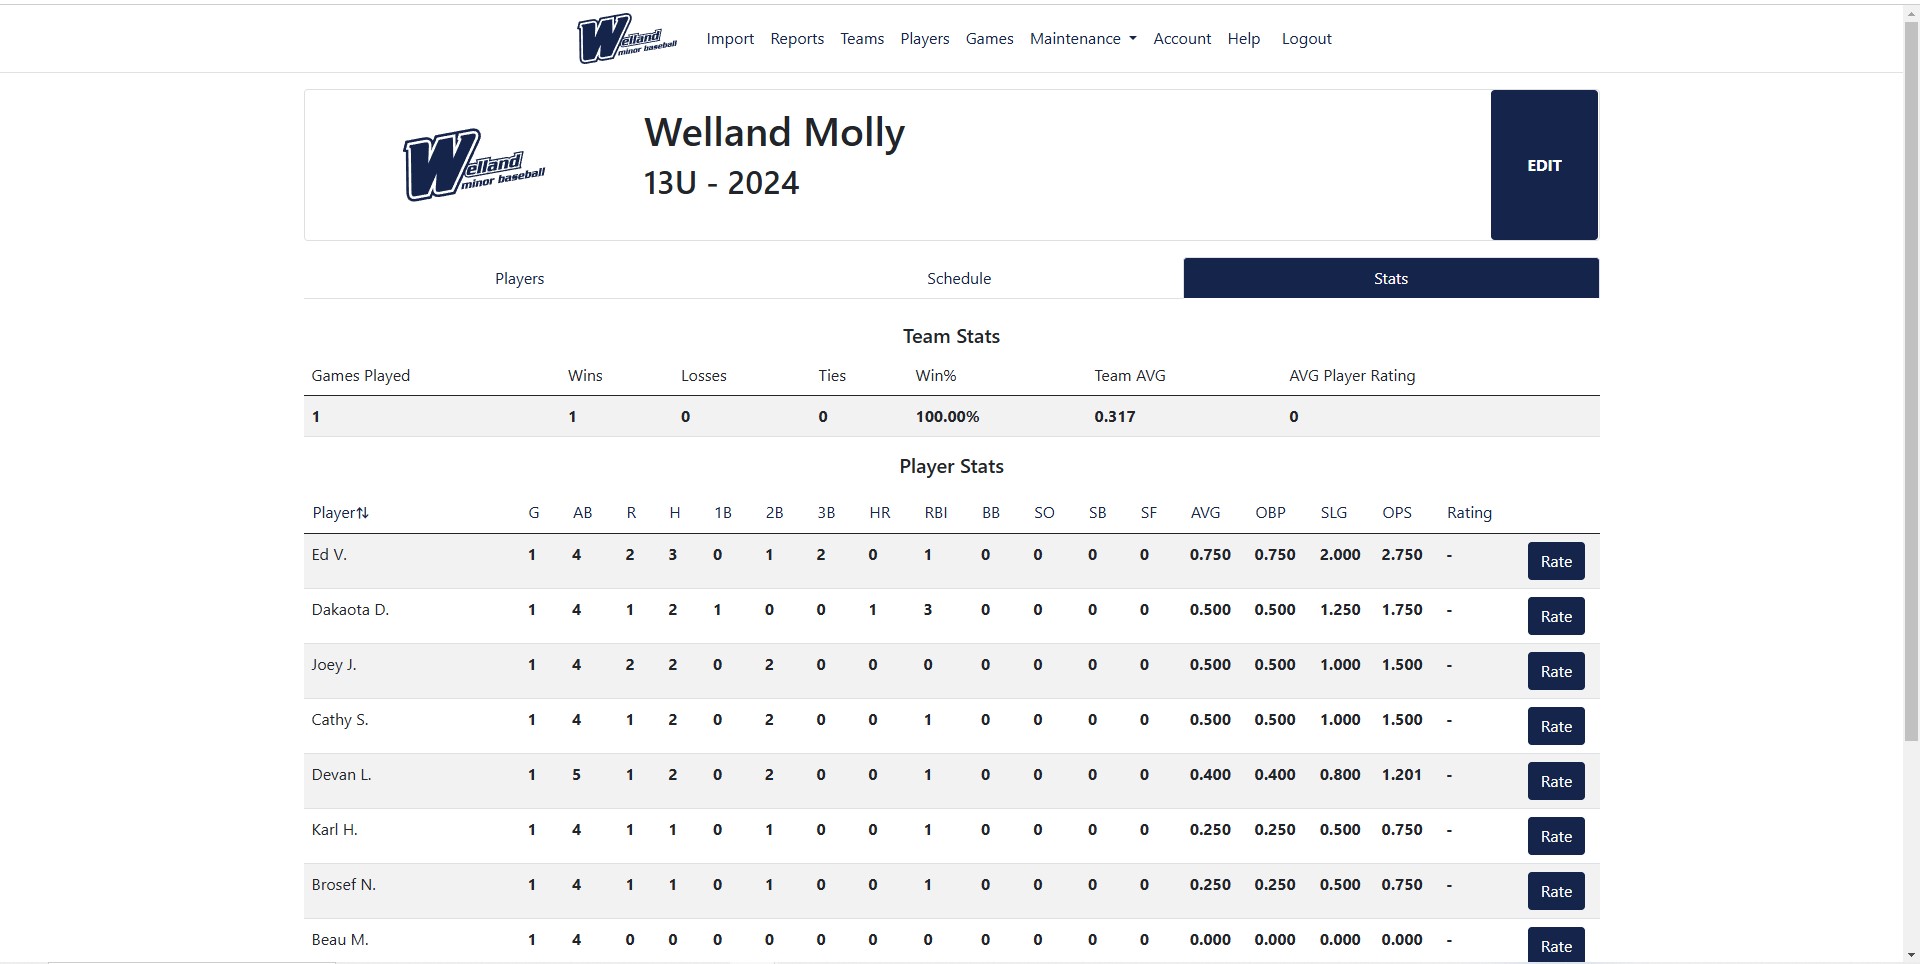 Welland minor baseball Import Reports Teams Players Games Maintenance Account Help Logout
Welland minor baseball
Welland Molly
13U - 2024
EDIT
Players Schedule Stats
Team Stats
Games Played Wins Losses Ties Win% Team AVG AVG Player Rating
1 1 0 0 100.00% 0.317 0
Player Stats
Player⇅ G AB R H 1B 2B 3B HR RBI BB SO SB SF AVG OBP SLG OPS Rating
Ed V. 1 4 2 3 0 1 2 0 1 0 0 0 0 0.750 0.750 2.000 2.750 - Rate
Dakaota D. 1 4 1 2 1 0 0 1 3 0 0 0 0 0.500 0.500 1.250 1.750 - Rate
Joey J. 1 4 2 2 0 2 0 0 0 0 0 0 0 0.500 0.500 1.000 1.500 - Rate
Cathy S. 1 4 1 2 0 2 0 0 1 0 0 0 0 0.500 0.500 1.000 1.500 - Rate
Devan L. 1 5 1 2 0 2 0 0 1 0 0 0 0 0.400 0.400 0.800 1.201 - Rate
Karl H. 1 4 1 1 0 1 0 0 1 0 0 0 0 0.250 0.250 0.500 0.750 - Rate
Brosef N. 1 4 1 1 0 1 0 0 1 0 0 0 0 0.250 0.250 0.500 0.750 - Rate
Beau M. 1 4 0 0 0 0 0 0 0 0 0 0 0 0.000 0.000 0.000 0.000 - Rate